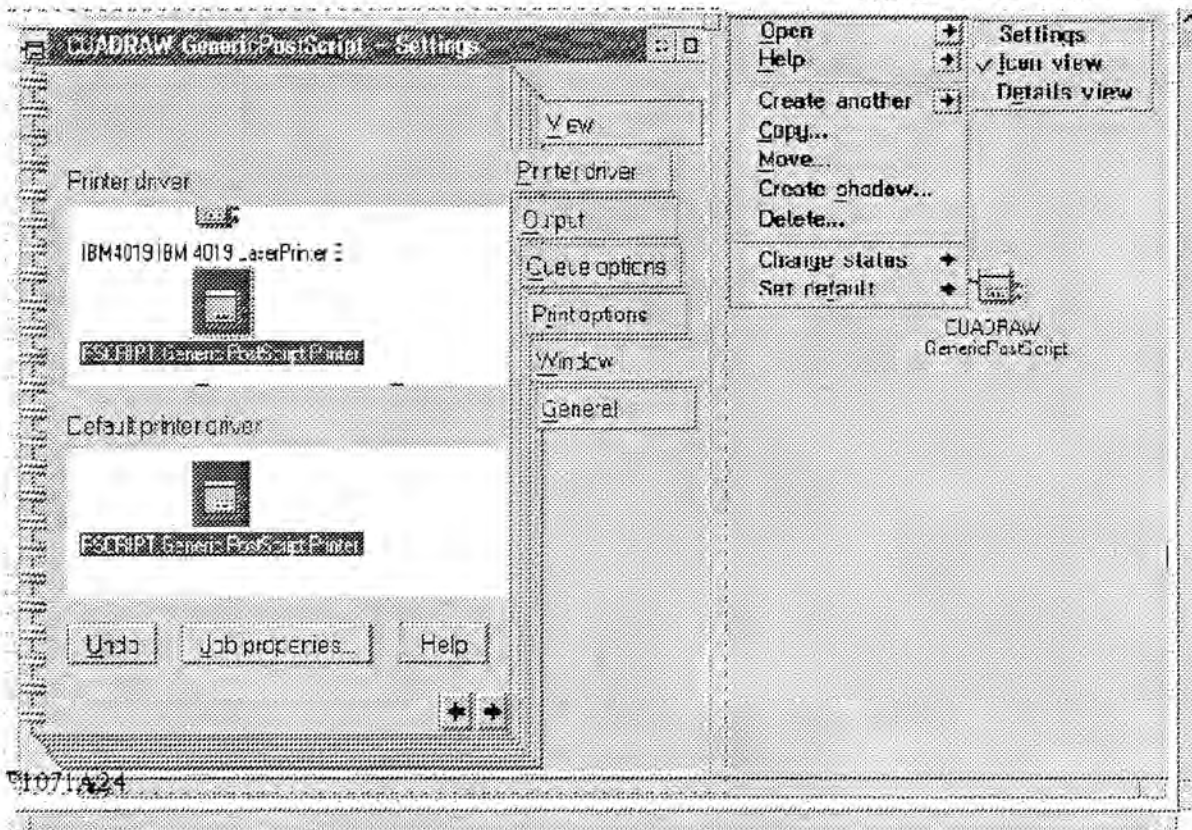 CUADRAW GenericPostScript - Settings
Printer driver
IBM4019 IBM 4019 LaserPrinter E
PSCRIPT Generic PostScript Printer
Default printer driver
PSCRIPT Generic PostScript Printer
Undo
Job properties...
Help
View
Printer driver
Output
Queue options
Print options
Window
General
Open
Help
Create another
Copy...
Move...
Create shadow...
Delete...
Change status
Set default
Settings
Icon view
Details view
CUADRAW
GenericPostScript
1071A24